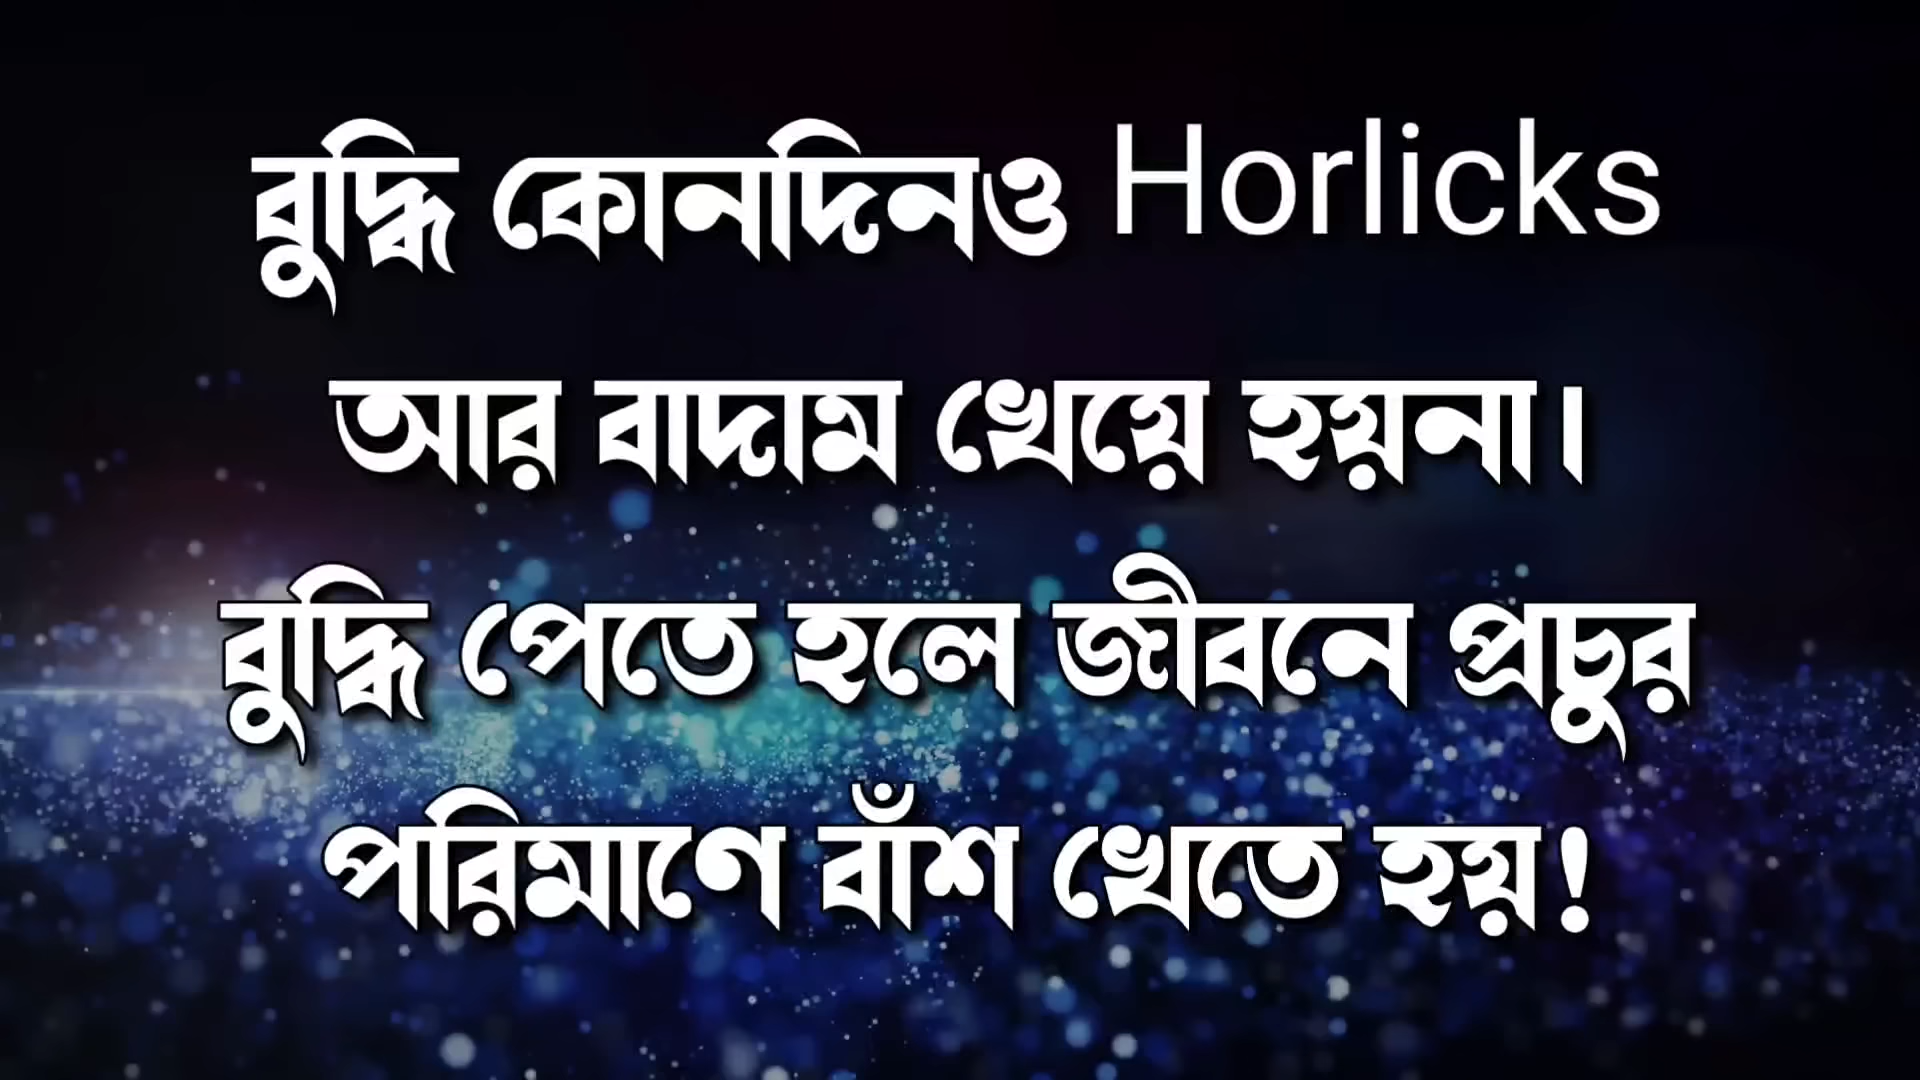 বুদ্ধি কোনদিনও Horlicks
আর বাদাম খেয়ে হয়না।
বুদ্ধি পেতে হলে জীবনে প্রচুর
পরিমাণে বাঁশ খেতে হয়!